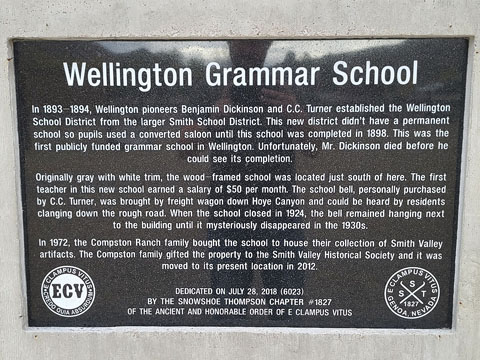 Wellington Grammar School
In 1893-1894, Wellington pioneers Benjamin Dickinson and C.C. Turner established the Wellington
School District from the larger Smith School District. This new district didn't have a permanent
school so pupils used a converted saloon until this school was completed in 1898. This was the
first publicly funded grammar school in Wellington. Unfortunately, Mr. Dickinson died before he
could see its completion.
Originally gray with white trim, the wood-framed school was located just south of here. The first
teacher in this new school earned a salary of $50 per month. The school bell, personally purchased
by C.C. Turner, was brought by freight wagon down Hoye Canyon and could be heard by residents
clanging down the rough road. When the school closed in 1924, the bell remained hanging next
to the building until it mysteriously disappeared in the 1930s.
In 1972, the Compston Ranch family bought the school to house their collection of Smith Valley
artifacts. The Compston family gifted the property to the Smith Valley Historical Society and it was
moved to its present location in 2012.
DEDICATED ON JULY 28, 2018 (6023)
BY THE SNOWSHOE THOMPSON CHAPTER #1827
OF THE ANCIENT AND HONORABLE ORDER OF E CLAMPUS VITUS
E CLAMPUS VITUS
ECV
CREDO QUIA ABSURDUM
E CLAMPUS VITUS
S
S T
1827
GENOA, NEVADA